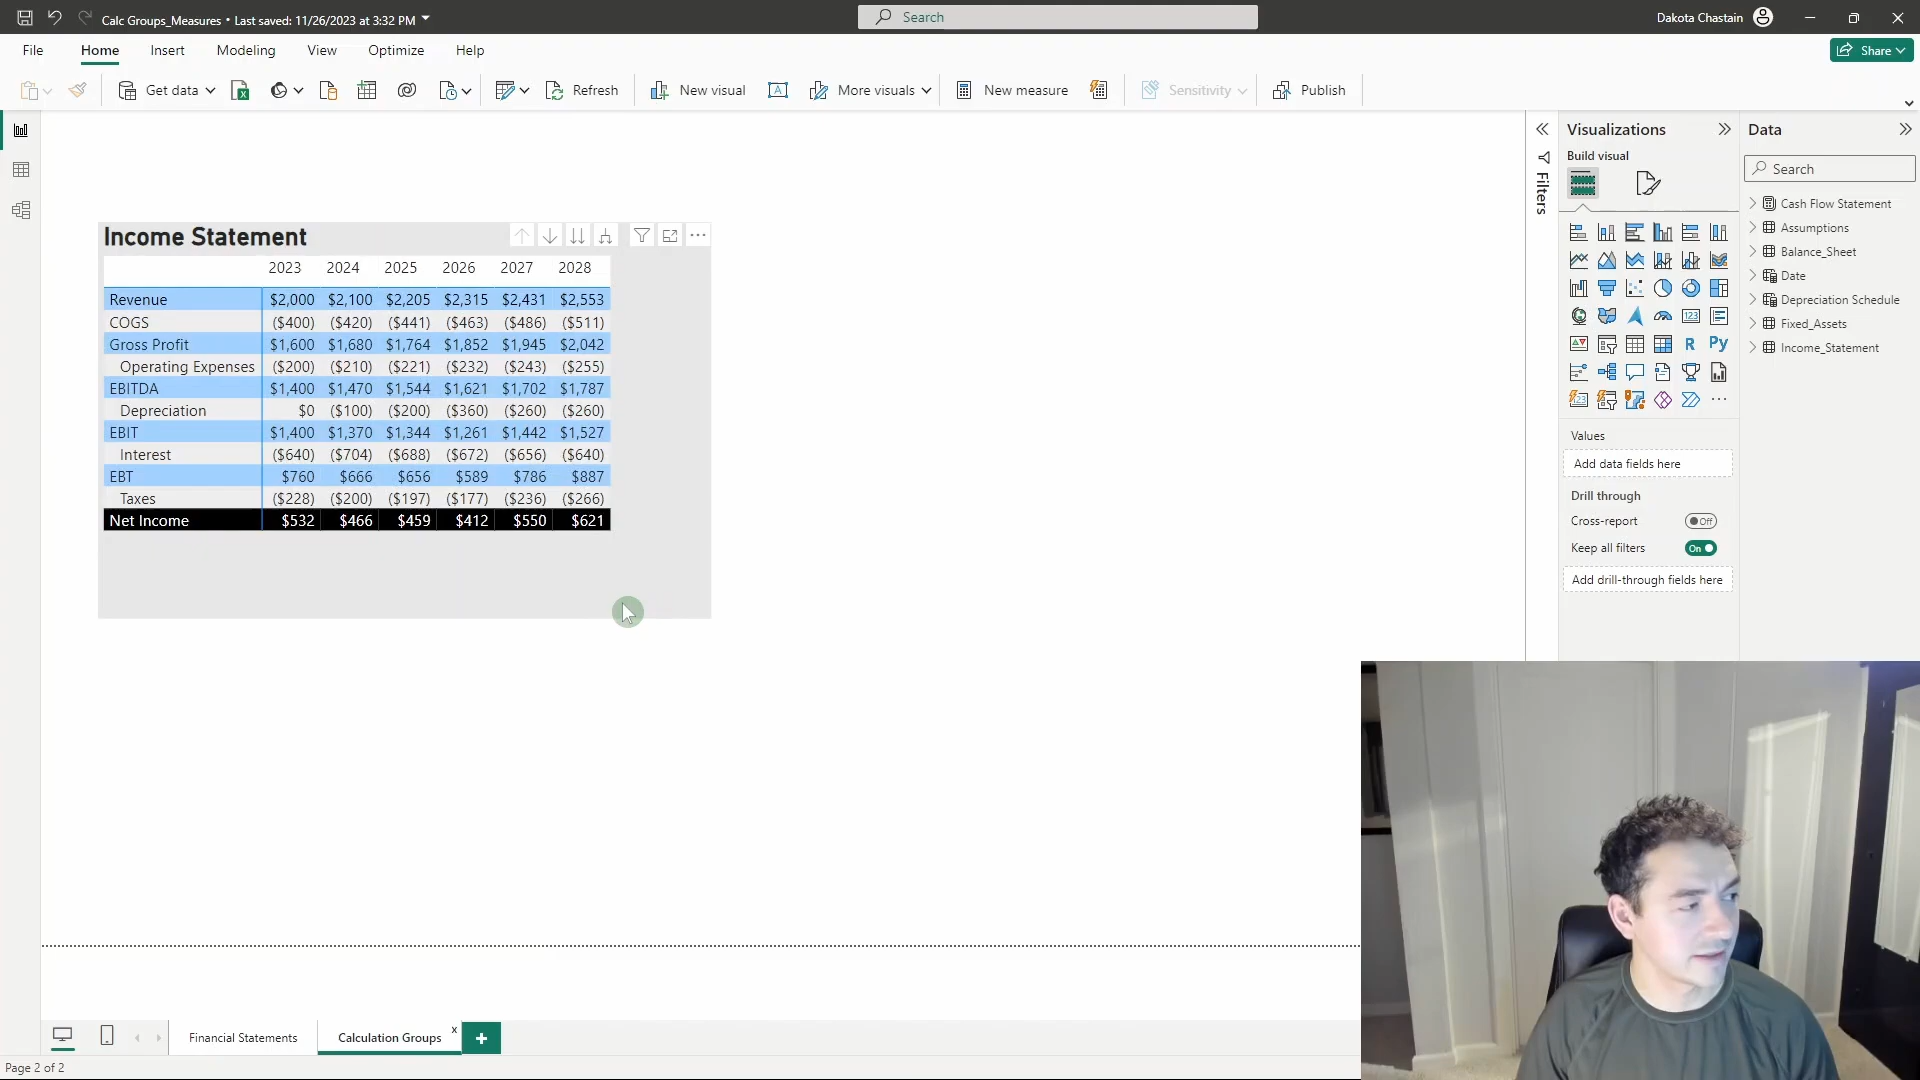 Calc Groups_Measures • Last saved: 11/26/2023 at 3:32 PM
Search
Dakota Chastain
File Home Insert Modeling View Optimize Help
Share
Get data
Refresh
New visual
More visuals
New measure
Sensitivity
Publish
Income Statement
2023 2024 2025 2026 2027 2028
Revenue $2,000 $2,100 $2,205 $2,315 $2,431 $2,553
COGS ($400) ($420) ($441) ($463) ($486) ($511)
Gross Profit $1,600 $1,680 $1,764 $1,852 $1,945 $2,042
Operating Expenses ($200) ($210) ($221) ($232) ($243) ($255)
EBITDA $1,400 $1,470 $1,544 $1,621 $1,702 $1,787
Depreciation $0 ($100) ($200) ($360) ($260) ($260)
EBIT $1,400 $1,370 $1,344 $1,261 $1,442 $1,527
Interest ($640) ($704) ($688) ($672) ($656) ($640)
EBT $760 $666 $656 $589 $786 $887
Taxes ($228) ($200) ($197) ($177) ($236) ($266)
Net Income $532 $466 $459 $412 $550 $621
Filters
Visualizations
Build visual
R Py
123
123
Values
Add data fields here
Drill through
Cross-report Off
Keep all filters On
Add drill-through fields here
Data
Search
Cash Flow Statement
Assumptions
Balance_Sheet
Date
Depreciation Schedule
Fixed_Assets
Income_Statement
Financial Statements
Calculation Groups x
+
Page 2 of 2